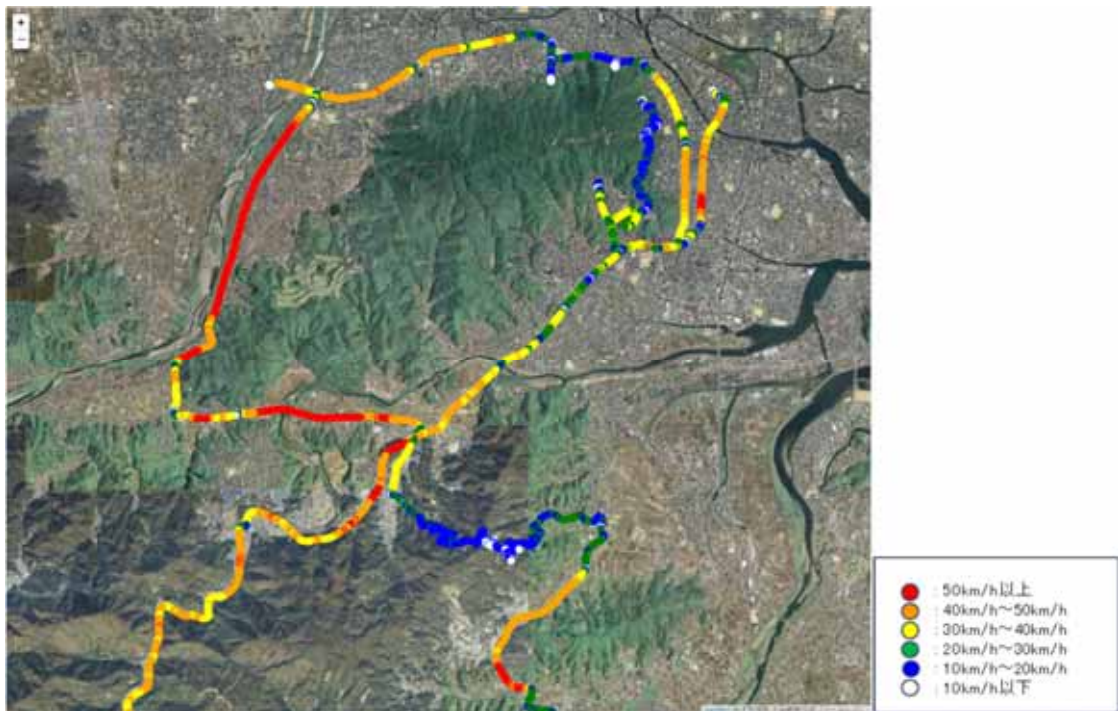 +
−
: 50km/h以上
: 40km/h～50km/h
: 30km/h～40km/h
: 20km/h～30km/h
: 10km/h～20km/h
: 10km/h以下